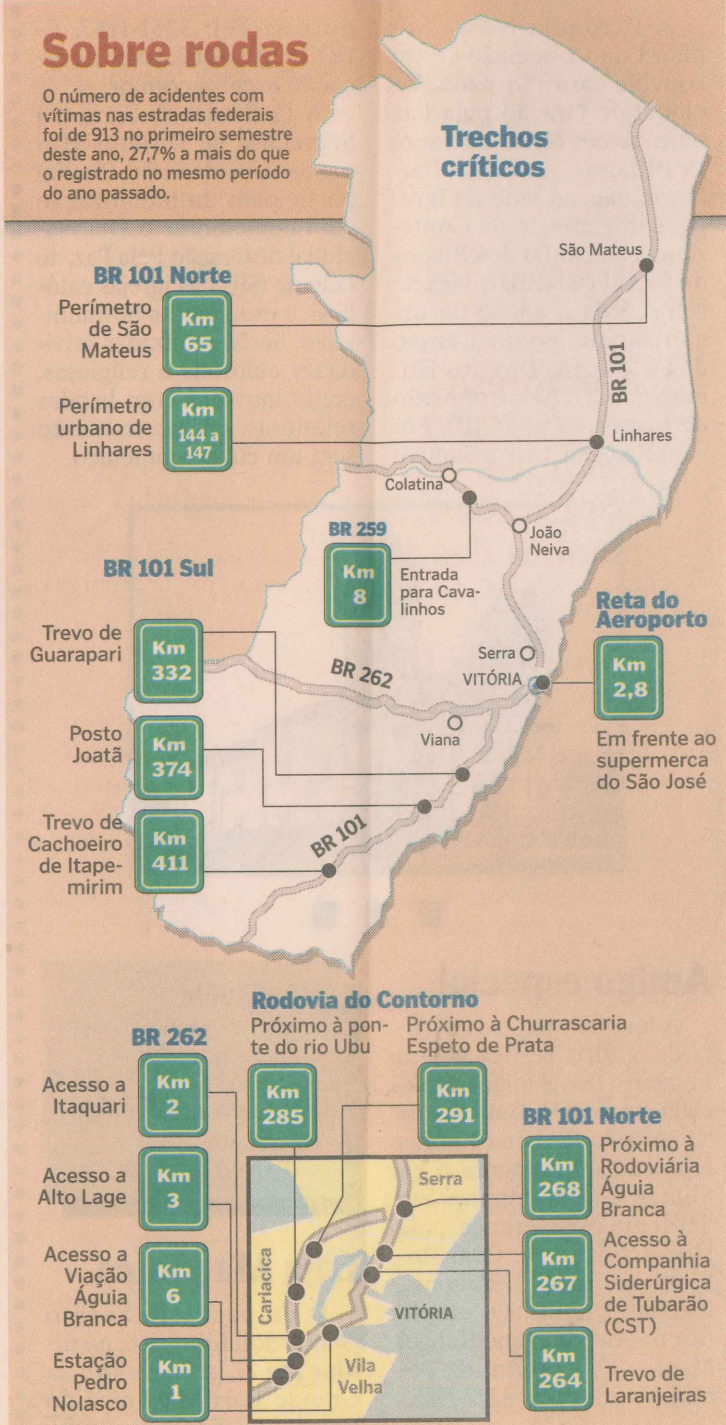 Sobre rodas
O número de acidentes com
vítimas nas estradas federais
foi de 913 no primeiro semestre
deste ano, 27,7% a mais do que
o registrado no mesmo período
do ano passado.
Trechos
críticos
São Mateus
BR 101 Norte
Perímetro
de São
Mateus
Km
65
BR 101
Perímetro
urbano de
Linhares
Km
144 a
147
Linhares
Colatina
João
Neiva
BR 259
Km
8
Entrada
para Cava-
linhos
BR 101 Sul
Trevo de
Guarapari
Km
332
BR 262
Serra
VITÓRIA
Viana
Reta do
Aeroporto
Km
2,8
Em frente ao
supermerca
do São José
Posto
Joatã
Km
374
Trevo de
Cachoeiro
de Itape-
mirim
Km
411
BR 101
Rodovia do Contorno
Próximo à pon-
te do rio Ubu
Km
285
Próximo à Churrascaria
Espeto de Prata
Km
291
BR 262
Acesso a
Itaquari
Km
2
Acesso a
Alto Lage
Km
3
Acesso a
Viação
Águia
Branca
Km
6
Estação
Pedro
Nolasco
Km
1
Serra
Cariacica
VITÓRIA
Vila
Velha
BR 101 Norte
Km
268
Próximo à
Rodoviária
Águia
Branca
Km
267
Acesso à
Companhia
Siderúrgica
de Tubarão
(CST)
Km
264
Trevo de
Laranjeiras